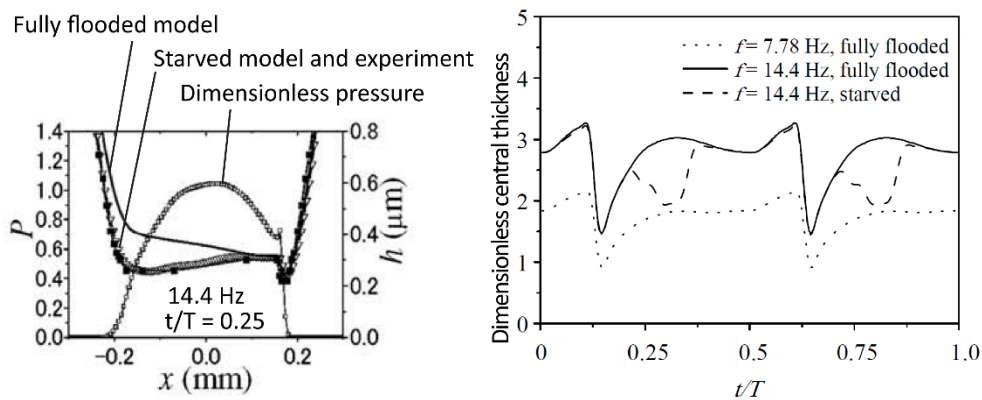 Fully flooded model
Starved model and experiment
Dimensionless pressure
1.4
1.2
1.0
0.8
0.6
0.4
0.2
0.0
P
0.8
0.6
0.4
0.2
0.0
h (μm)
14.4 Hz
t/T = 0.25
-0.2
0.0
0.2
x (mm)
5
4
3
2
1
0
Dimensionless central thickness
f = 7.78 Hz, fully flooded
f = 14.4 Hz, fully flooded
f = 14.4 Hz, starved
0
0.25
0.50
0.75
1.0
t/T